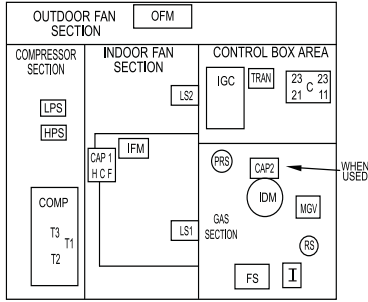 OUTDOOR FAN
SECTION
OFM
COMPRESSOR
SECTION
LPS
HPS
COMP
T3
T1
T2
INDOOR FAN
SECTION
LS2
IFM
CAP 1
H C F
LS1
CONTROL BOX AREA
IGC
TRAN
23 C 23
21 11
PRS
CAP2
WHEN
USED
IDM
MGV
GAS
SECTION
RS
FS
I